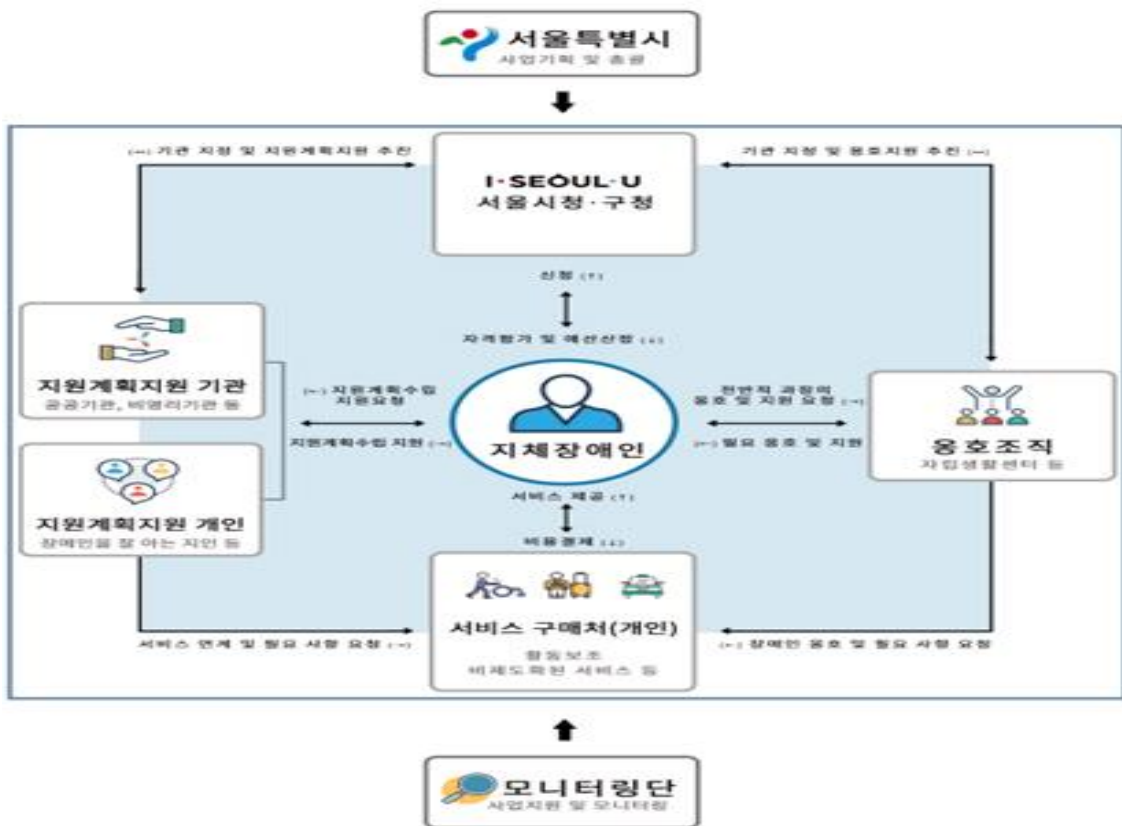 서울특별시
사업기획 및 총괄
(↔) 기관 지정 및 지원계획지원 추진
기관 지정 및 옹호지원 추진 (↔)
I·SEOUL·U
서울시청·구청
신청 (↑)
자격평가 및 예산산정 (↓)
지원계획지원 기관
공공기관, 비영리기관 등
(←) 지원계획수립
지원요청
지원계획수립 지원 (→)
지체장애인
전반적 과정의
옹호 및 지원 요청 (→)
(←) 필요 옹호 및 지원
옹호조직
자립생활센터 등
지원계획지원 개인
장애인을 잘 아는 지인 등
서비스 제공 (↑)
비용결제 (↓)
서비스 구매처(개인)
활동보조
비제도화된 서비스 등
서비스 연계 및 필요 사항 요청 (→)
(←) 장애인 옹호 및 필요 사항 요청
모니터링단
사업지원 및 모니터링